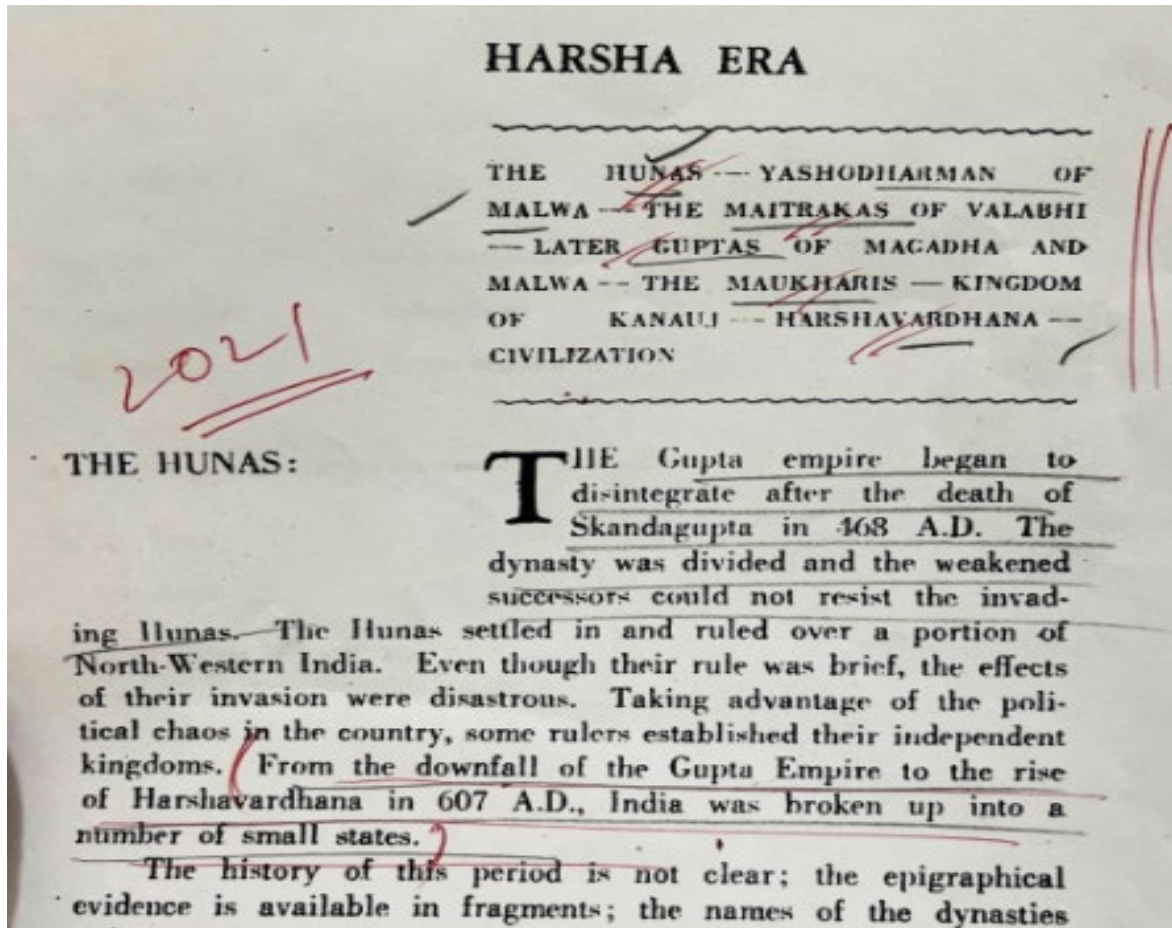 HARSHA ERA
THE HUNAS -- YASHODHARMAN OF
MALWA -- THE MAITRAKAS OF VALABHI
-- LATER GUPTAS OF MAGADHA AND
MALWA -- THE MAUKHARIS -- KINGDOM
OF KANAUJ -- HARSHAVARDHANA --
CIVILIZATION
2021
THE HUNAS:
THE Gupta empire began to
disintegrate after the death of
Skandagupta in 468 A.D. The
dynasty was divided and the weakened
successors could not resist the invad-
ing Hunas. The Hunas settled in and ruled over a portion of
North-Western India. Even though their rule was brief, the effects
of their invasion were disastrous. Taking advantage of the poli-
tical chaos in the country, some rulers established their independent
kingdoms. (From the downfall of the Gupta Empire to the rise
of Harshavardhana in 607 A.D., India was broken up into a
number of small states.)
The history of this period is not clear; the epigraphical
evidence is available in fragments; the names of the dynasties